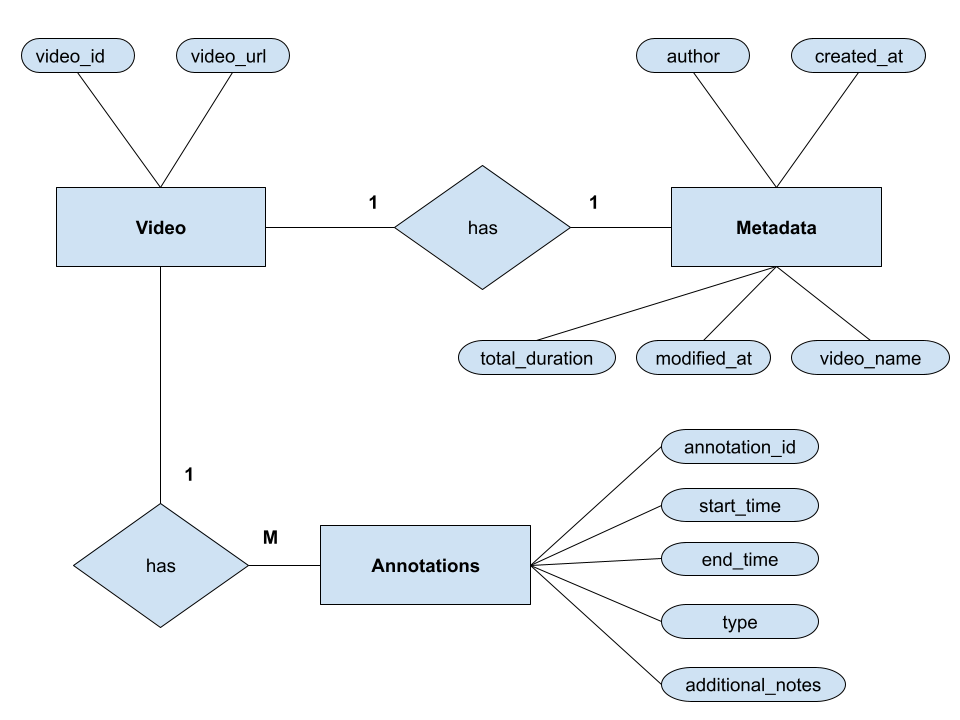 video_id
video_url
author
created_at
1
1
Video
has
Metadata
total_duration
modified_at
video_name
annotation_id
1
start_time
M
end_time
has
Annotations
type
additional_notes